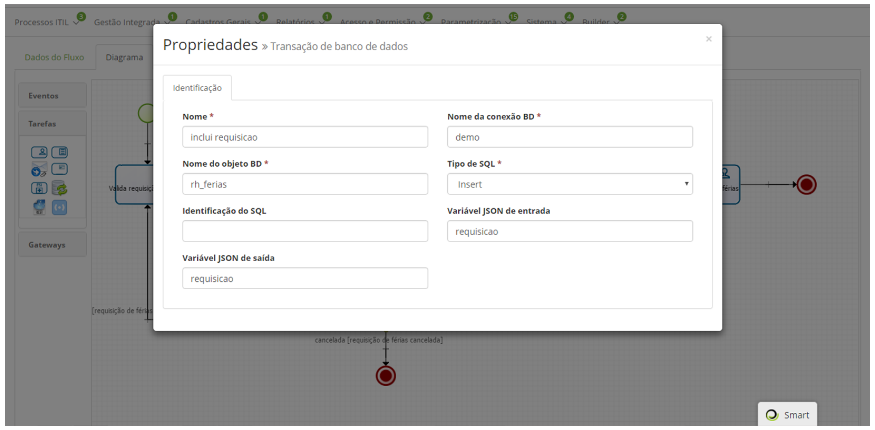 Processos ITIL 3 Gestão Integrada 1 Cadastros Gerais 1 Relatórios 1 Acesso e Permissão 2 Parametrização 15 Sistema 4 Builder 2
Propriedades » Transação de banco de dados ×
Dados do Fluxo Diagrama
Identificação
Eventos
Tarefas
Gateways
Nome * Nome da conexão BD *
inclui requisicao demo
Nome do objeto BD * Tipo de SQL *
rh_ferias Insert
Identificação do SQL Variável JSON de entrada
requisicao
Variável JSON de saída
requisicao
Valida requisiç
férias
[requisição de férias
cancelada [requisição de férias cancelada]
Smart